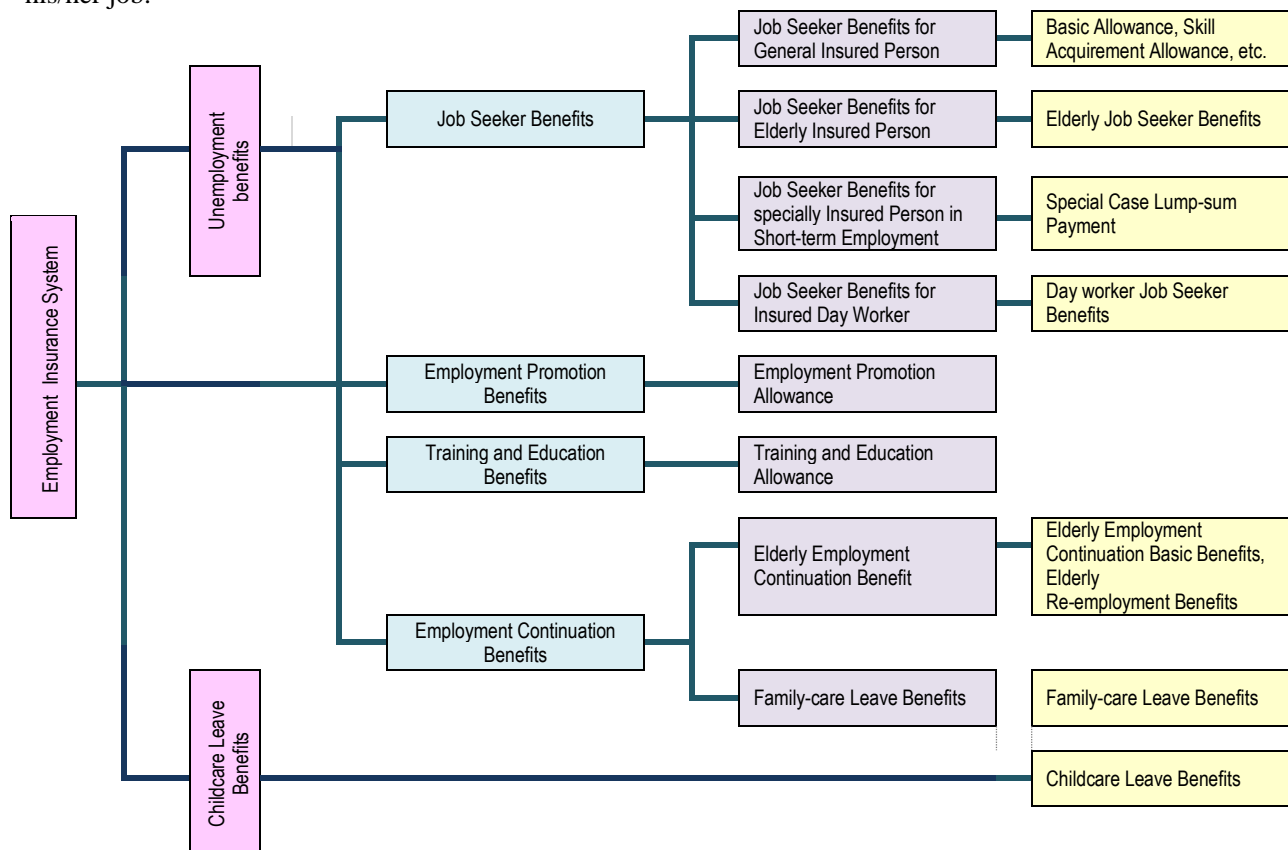 his/her job.
Employment Insurance System
Unemployment
benefits
Job Seeker Benefits
Job Seeker Benefits for
General Insured Person
Basic Allowance, Skill
Acquirement Allowance, etc.
Job Seeker Benefits for
Elderly Insured Person
Elderly Job Seeker Benefits
Job Seeker Benefits for
specially Insured Person in
Short-term Employment
Special Case Lump-sum
Payment
Job Seeker Benefits for
Insured Day Worker
Day worker Job Seeker
Benefits
Employment Promotion
Benefits
Employment Promotion
Allowance
Training and Education
Benefits
Training and Education
Allowance
Employment Continuation
Benefits
Elderly Employment
Continuation Benefit
Elderly Employment
Continuation Basic Benefits,
Elderly
Re-employment Benefits
Family-care Leave Benefits
Family-care Leave Benefits
Childcare Leave
Benefits
Childcare Leave Benefits